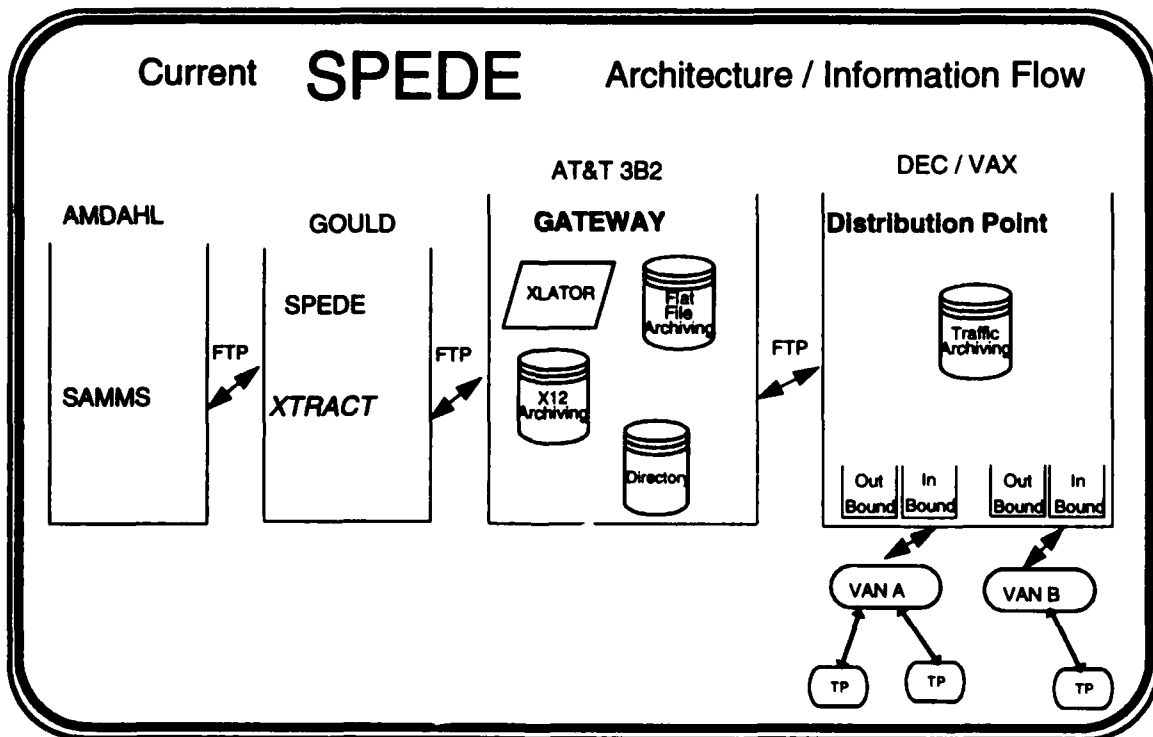 Current SPEDE Architecture / Information Flow
AMDAHL
SAMMS
FTP
GOULD
SPEDE
XTRACT
FTP
AT&T 3B2
GATEWAY
XLATOR
Flat
File
Archiving
X12
Archiving
Directory
FTP
DEC / VAX
Distribution Point
Traffic
Archiving
Out
Bound
In
Bound
Out
Bound
In
Bound
VAN A
VAN B
TP
TP
TP